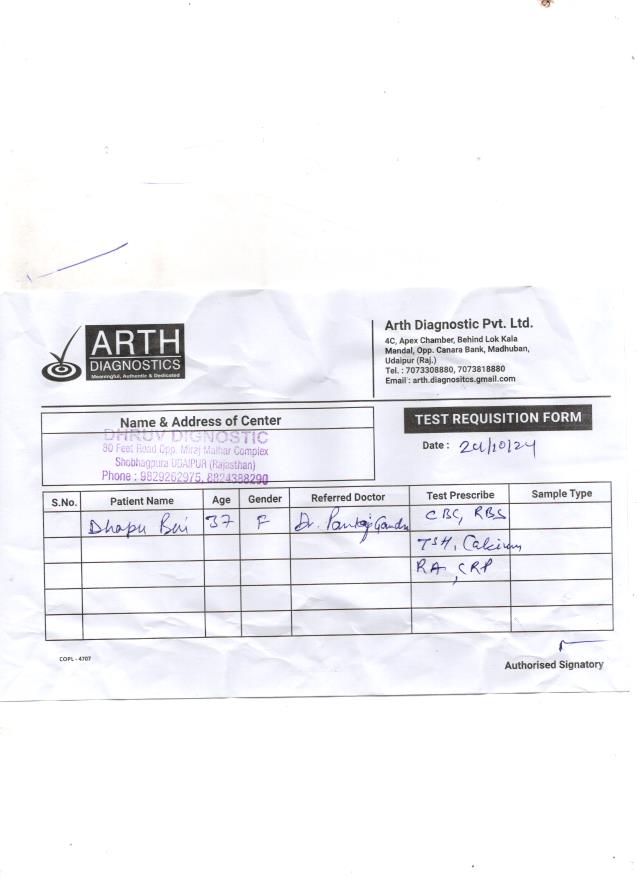 ARTH
DIAGNOSTICS
Meaningful, Authentic & Dedicated
Arth Diagnostic Pvt. Ltd.
4C, Apex Chamber, Behind Lok Kala
Mandal, Opp. Canara Bank, Madhuban,
Udaipur (Raj.)
Tel. : 7073308880, 7073818880
Email : arth.diagnositcs.gmail.com
Name & Address of Center
DHRUV DIGNOSTIC
80 Feet Road Opp. Miraj Malhar Complex
Shobhagpura UDAIPUR (Rajasthan)
Phone : 9829262975, 8824388290
TEST REQUISITION FORM
Date : 24/10/24
S.No. Patient Name Age Gender Referred Doctor Test Prescribe Sample Type
Dhapu Bai 37 F Dr. Pankaj CBC, RBS
TSH, Calcium
RA, CRP
COPL - 4707
Authorised Signatory